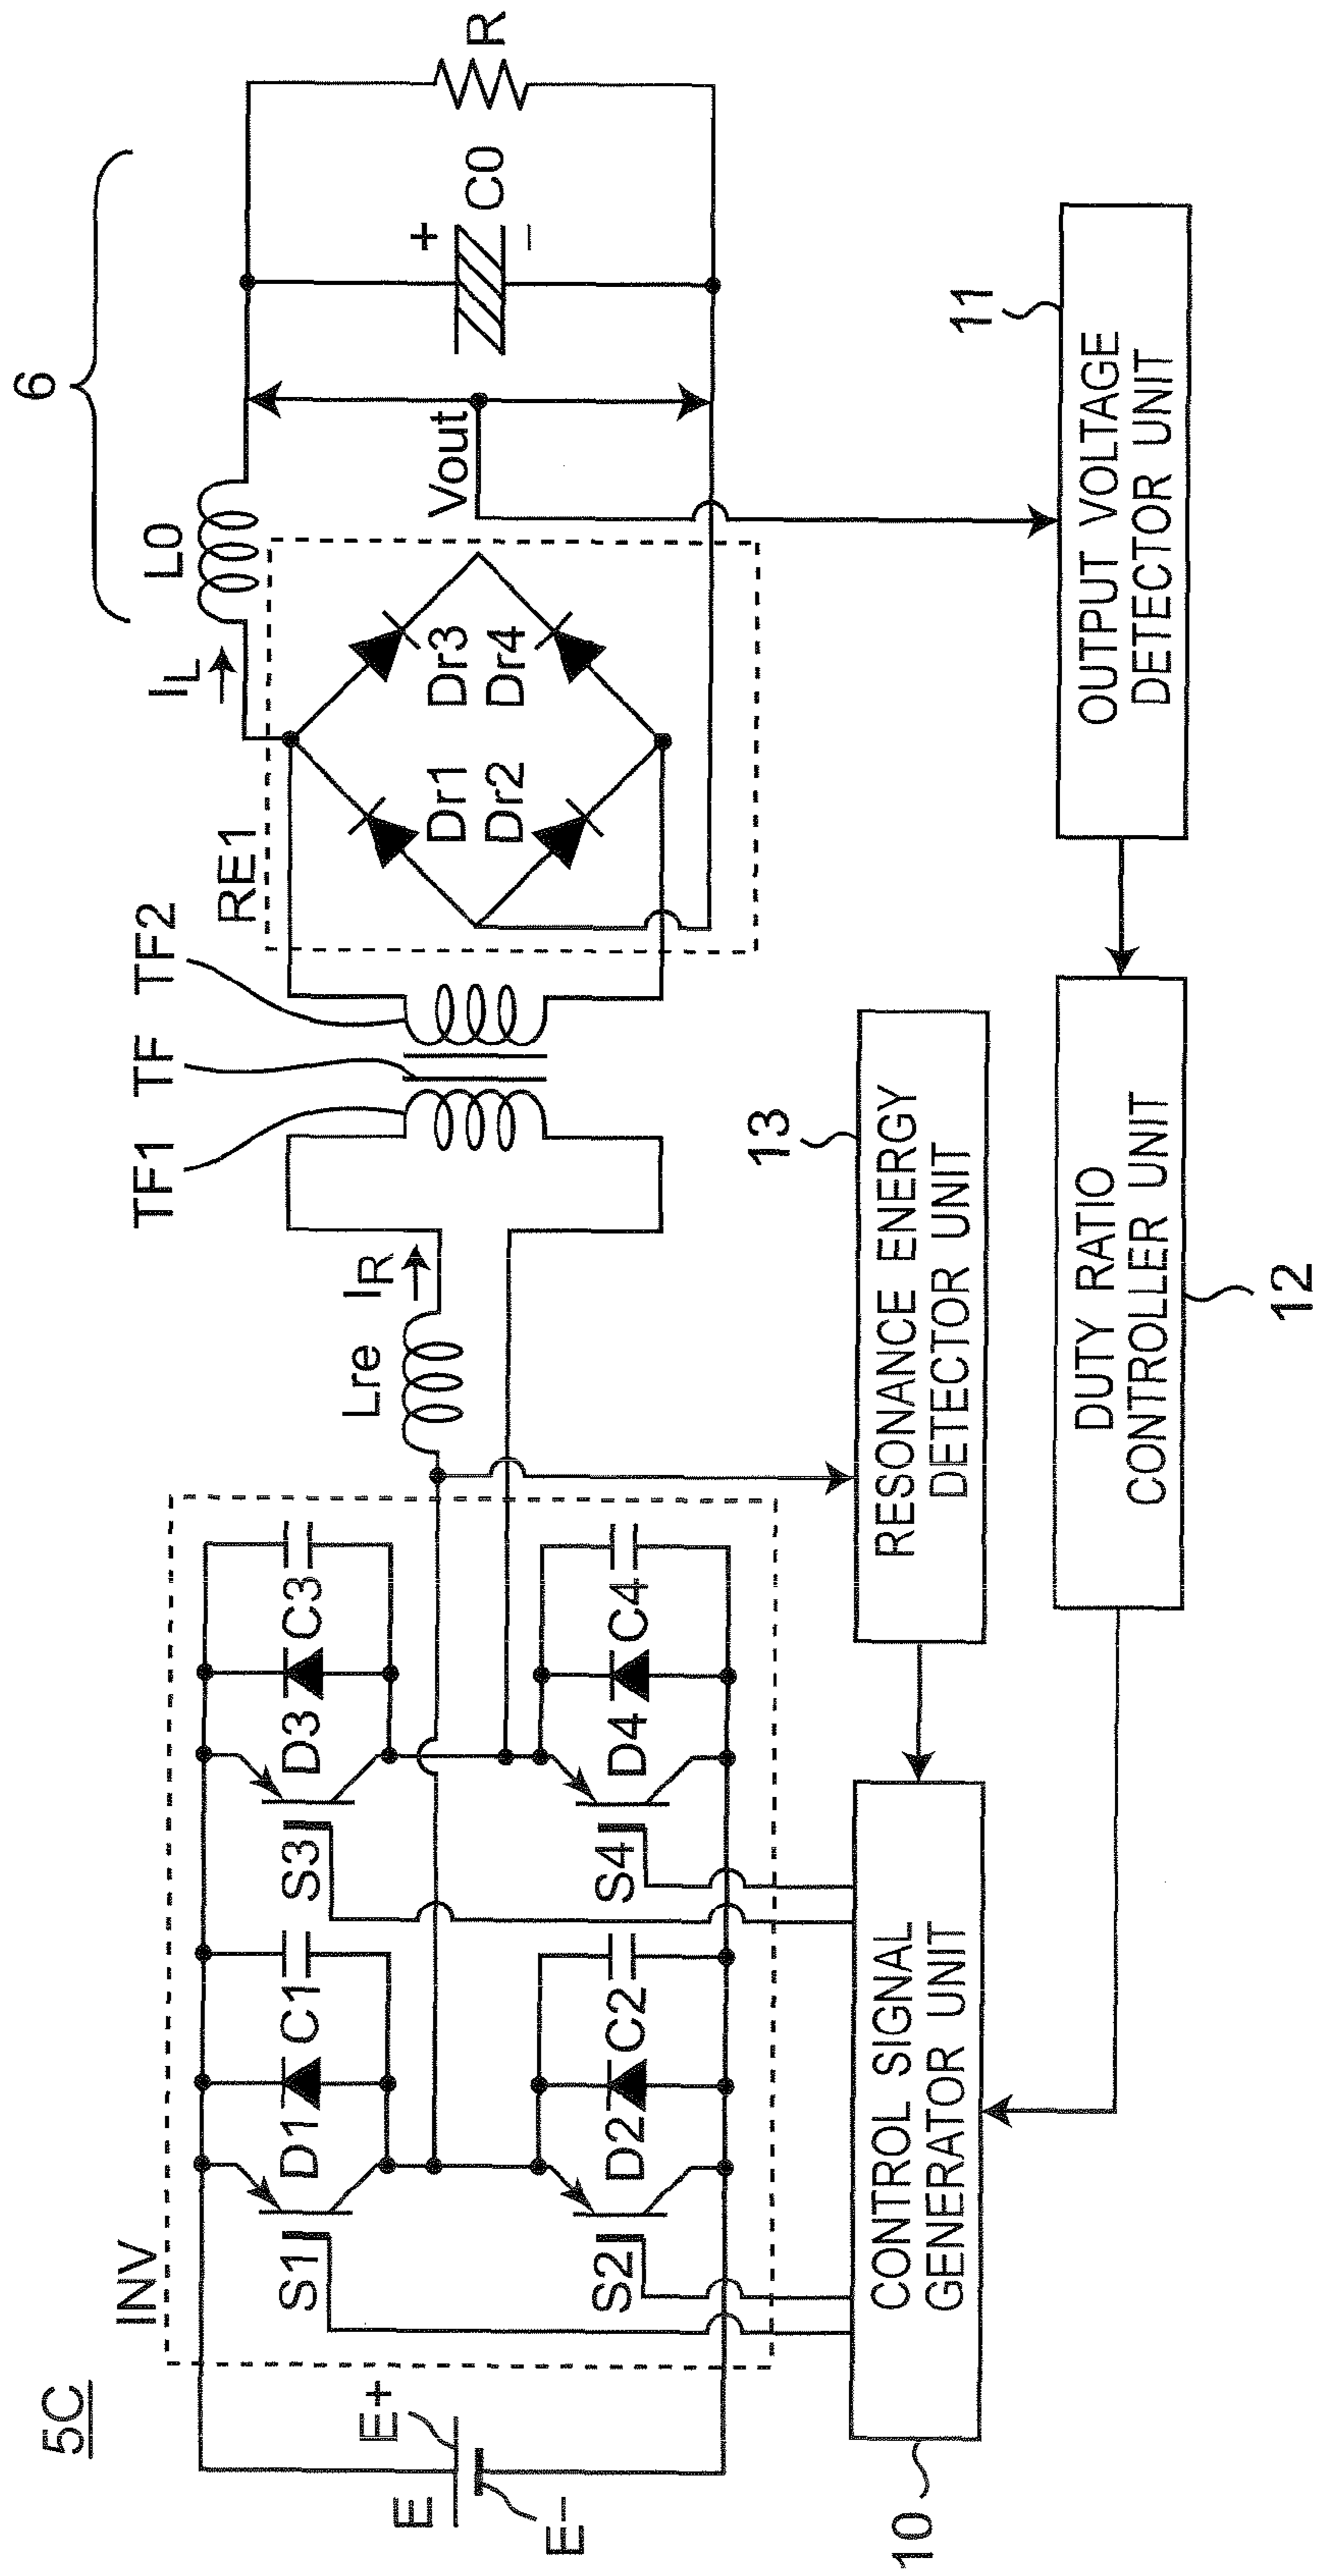 5C
6
INV
TF1
TF
TF2
RE1
L0
IL
IR
Lre
E
E+
E−
S1
D1
C1
S3
D3
C3
S2
D2
C2
S4
D4
C4
Dr1
Dr3
Dr2
Dr4
Vout
+
C0
−
R
13
RESONANCE ENERGY
DETECTOR UNIT
11
OUTPUT VOLTAGE
DETECTOR UNIT
10
CONTROL SIGNAL
GENERATOR UNIT
DUTY RATIO
CONTROLLER UNIT
12